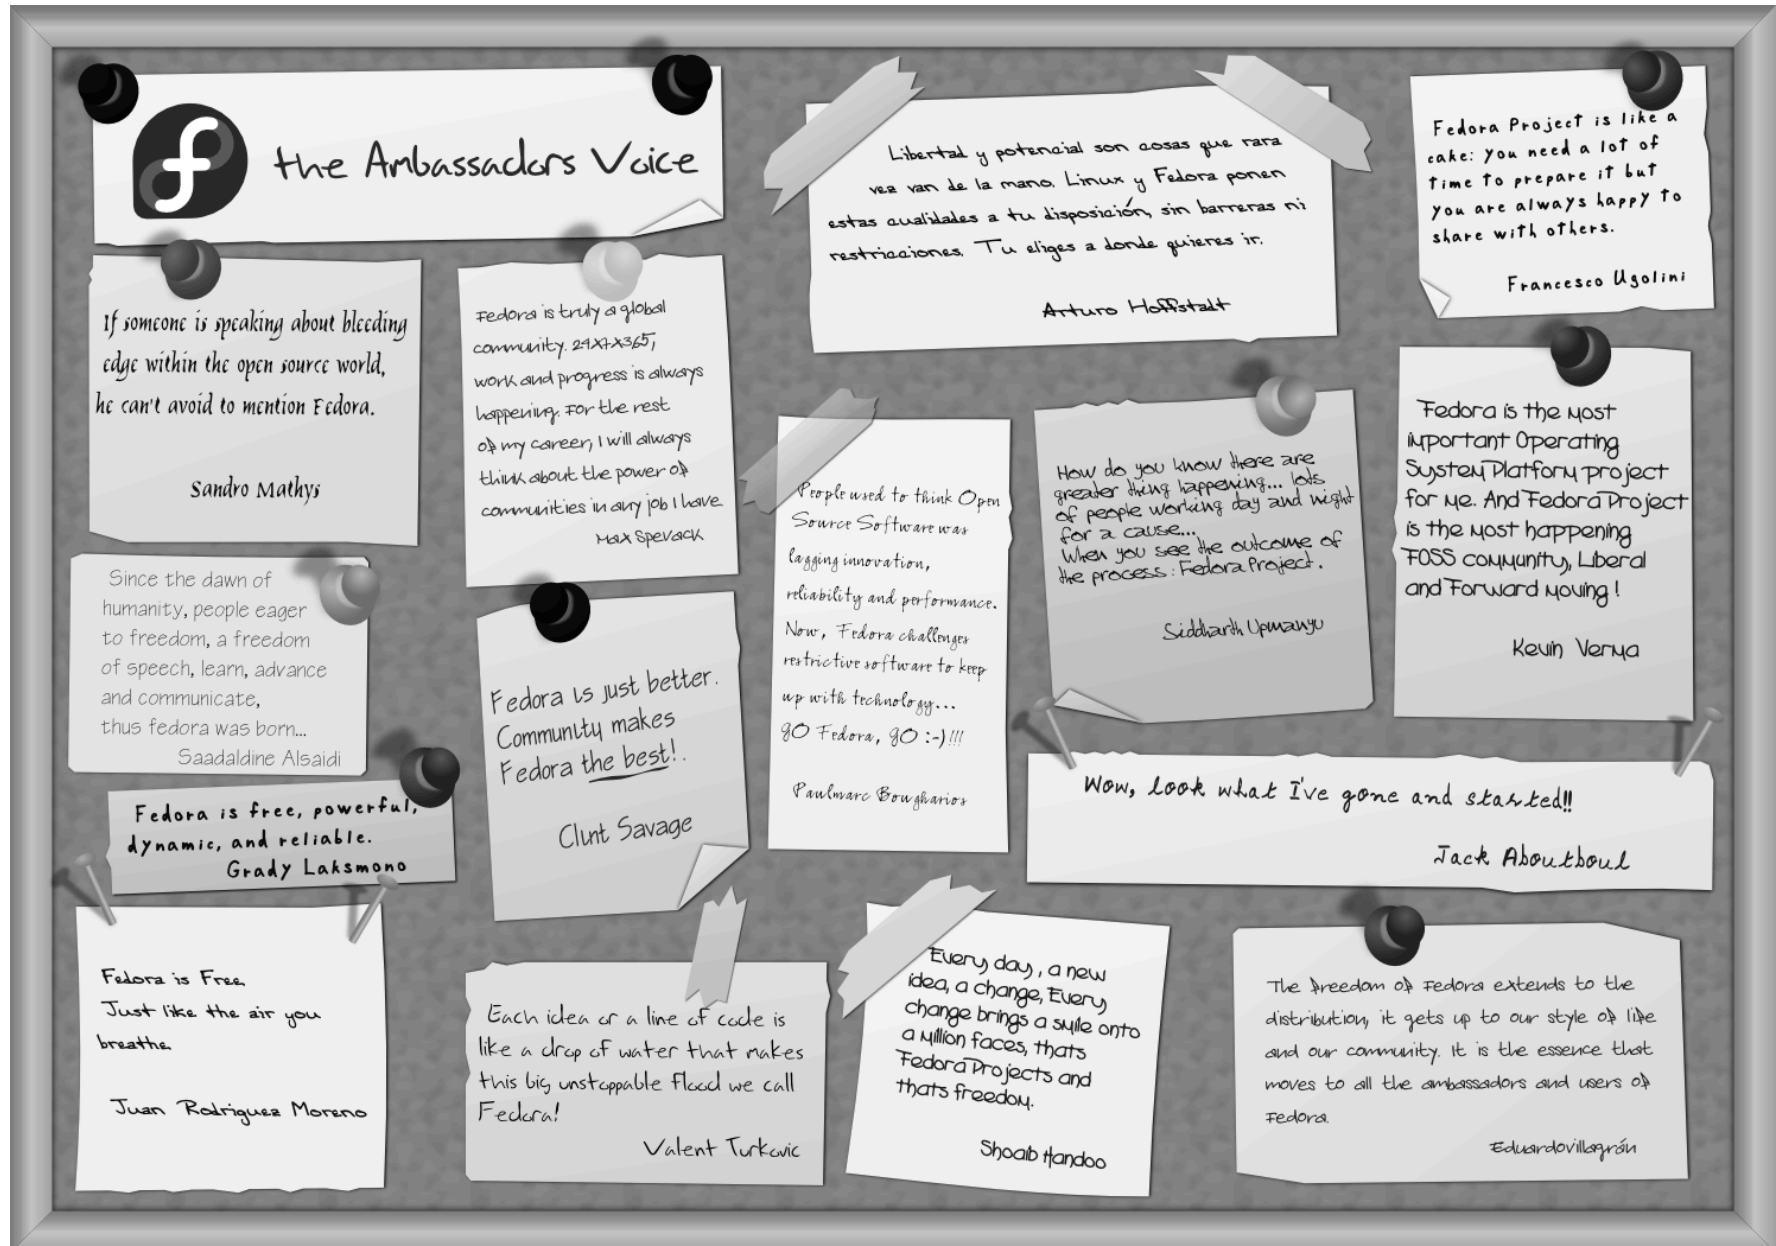 the Ambassadors Voice
Libertad y potencial son cosas que rara
vez van de la mano. Linux y Fedora ponen
estas cualidades a tu disposición, sin barreras ni
restricciones. Tu eliges a donde quieres ir.
Arturo Hoffstadt
Fedora Project is like a
cake: you need a lot of
time to prepare it but
you are always happy to
share with others.
Francesco Ugolini
If someone is speaking about bleeding
edge within the open source world,
he can't avoid to mention Fedora.
Sandro Mathys
Fedora is truly a global
community. 24x7x365,
work and progress is always
happening. For the rest
of my career, I will always
think about the power of
communities in any job I have
Max Spevack
People used to think Open
Source Software was
lagging innovation,
reliability and performance.
Now, Fedora challenges
restrictive software to keep
up with technology...
gO Fedora, gO :-)!!!
Paulmarc Bougharios
How do you know there are
greater thing happening... lots
of people working day and night
for a cause...
When you see the outcome of
the process : Fedora Project.
Siddharth Upmanyu
Fedora is the most
important Operating
System Platform project
for me. And Fedora Project
is the most happening
FOSS community, Liberal
and Forward moving !
Kevin Verma
Since the dawn of
humanity, people eager
to freedom, a freedom
of speech, learn, advance
and communicate,
thus fedora was born...
Saadaldine Alsaidi
Fedora is just better.
Community makes
Fedora the best!.
Clint Savage
Wow, look what I've gone and started!!
Jack Aboutboul
Fedora is free, powerful,
dynamic, and reliable.
Grady Laksmono
Fedora is Free.
Just like the air you
breathe.
Juan Rodriguez Moreno
Each idea or a line of code is
like a drop of water that makes
this big unstoppable flood we call
Fedora!
Valent Turkovic
Every day , a new
idea, a change, Every
change brings a smile onto
a million faces, thats
Fedora Projects and
thats freedom.
Shoaib Handoo
The freedom of Fedora extends to the
distribution, it gets up to our style of life
and our community. It is the essence that
moves to all the ambassadors and users of
Fedora.
EduardoVillagrán